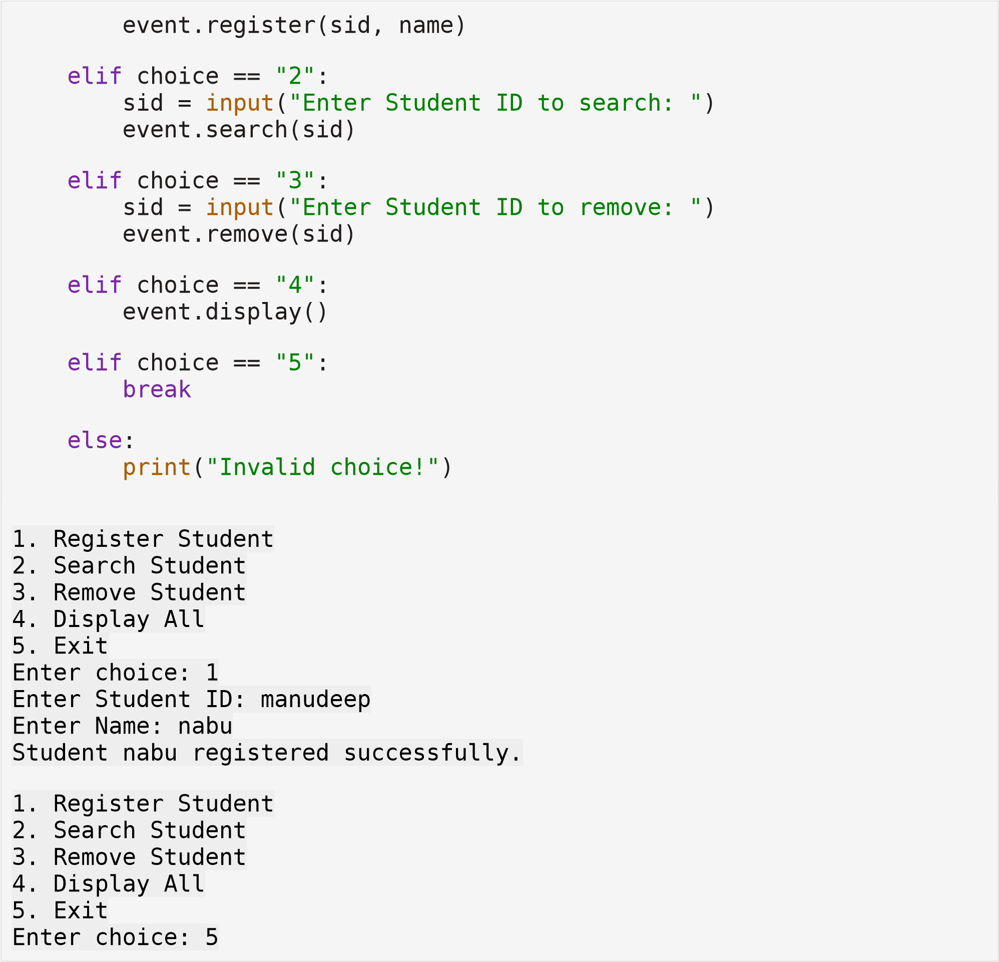 event.register(sid, name)
elif choice == "2":
sid = input("Enter Student ID to search: ")
event.search(sid)
elif choice == "3":
sid = input("Enter Student ID to remove: ")
event.remove(sid)
elif choice == "4":
event.display()
elif choice == "5":
break
else:
print("Invalid choice!")
1. Register Student
2. Search Student
3. Remove Student
4. Display All
5. Exit
Enter choice: 1
Enter Student ID: manudeep
Enter Name: nabu
Student nabu registered successfully.
1. Register Student
2. Search Student
3. Remove Student
4. Display All
5. Exit
Enter choice: 5